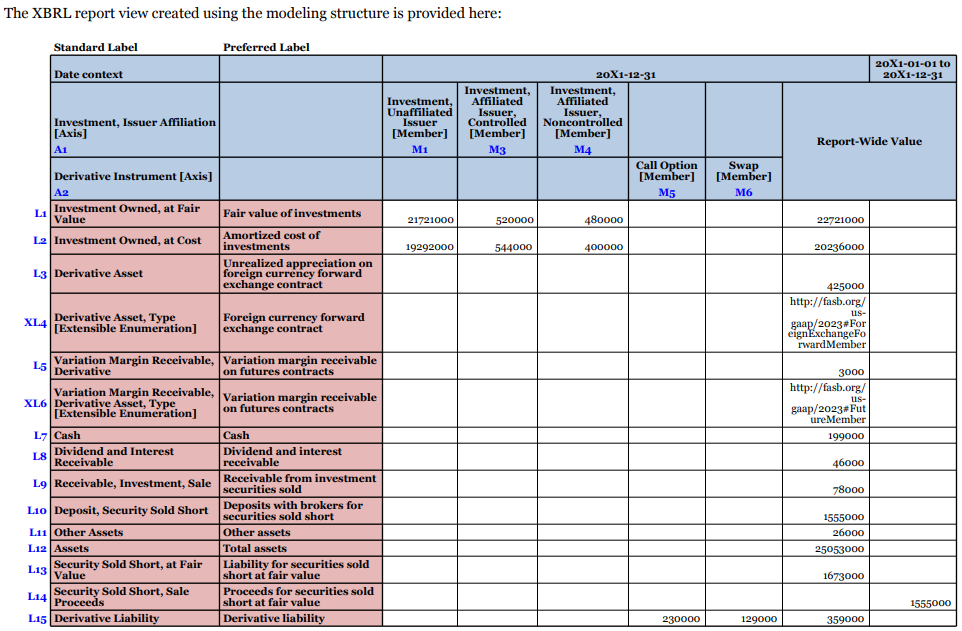 The XBRL report view created using the modeling structure is provided here:
Standard Label Preferred Label
Date context 20X1-12-31 20X1-01-01 to
20X1-12-31
Investment, Issuer Affiliation
[Axis]
A1
Investment,
Unaffiliated
Issuer
[Member]
M1
Investment,
Affiliated
Issuer,
Controlled
[Member]
M3
Investment,
Affiliated
Issuer,
Noncontrolled
[Member]
M4
Report-Wide Value
Derivative Instrument [Axis]
A2
Call Option
[Member]
M5
Swap
[Member]
M6
L1 Investment Owned, at Fair
Value
Fair value of investments
21721000 520000 480000 22721000
L2 Investment Owned, at Cost
Amortized cost of
investments
19292000 544000 400000 20236000
L3 Derivative Asset
Unrealized appreciation on
foreign currency forward
exchange contract
425000
XL4 Derivative Asset, Type
[Extensible Enumeration]
Foreign currency forward
exchange contract
http://fasb.org/
us-
gaap/2023#For
eignExchangeFo
rwardMember
L5 Variation Margin Receivable,
Derivative
Variation margin receivable
on futures contracts
3000
XL6 Variation Margin Receivable,
Derivative Asset, Type
[Extensible Enumeration]
Variation margin receivable
on futures contracts
http://fasb.org/
us-
gaap/2023#Fut
ureMember
L7 Cash Cash 199000
L8 Dividend and Interest
Receivable
Dividend and interest
receivable
46000
L9 Receivable, Investment, Sale
Receivable from investment
securities sold
78000
L10 Deposit, Security Sold Short
Deposits with brokers for
securities sold short
1555000
L11 Other Assets Other assets 26000
L12 Assets Total assets 25053000
L13 Security Sold Short, at Fair
Value
Liability for securities sold
short at fair value
1673000
L14 Security Sold Short, Sale
Proceeds
Proceeds for securities sold
short at fair value
1555000
L15 Derivative Liability Derivative liability 230000 129000 359000